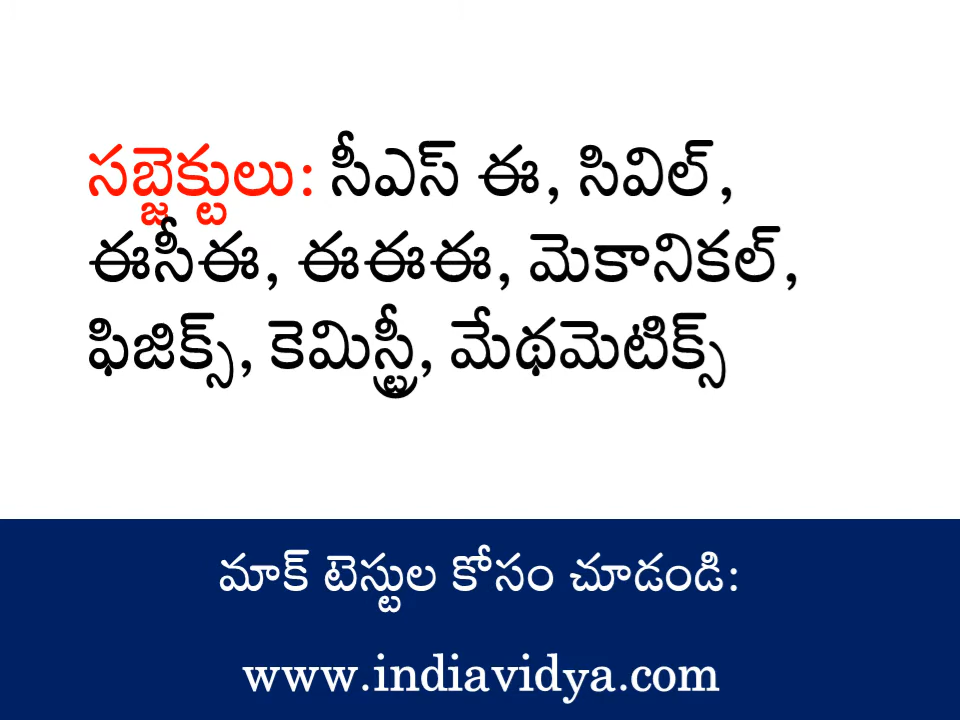 సబ్జెక్టులు: సీఎస్ ఈ, సివిల్,
ఈసీఈ, ఈఈఈ, మెకానికల్,
ఫిజిక్స్, కెమిస్ట్రీ, మేథమెటిక్స్
మాక్ టెస్టుల కోసం చూడండి:
www.indiavidya.com